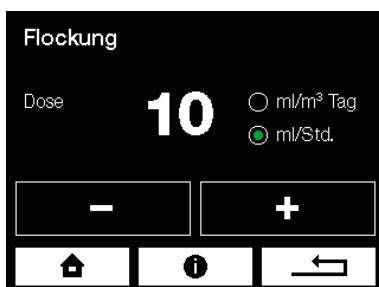 Flockung
Dose
10
ml/m³ Tag
ml/Std.
− +